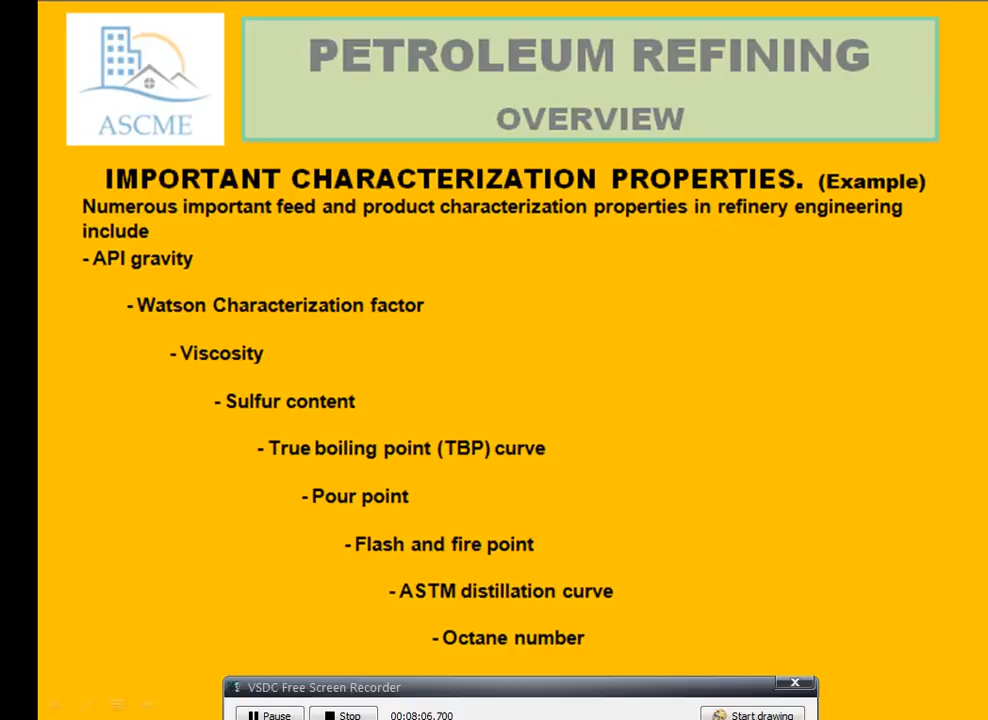 ASCME
PETROLEUM REFINING
OVERVIEW
IMPORTANT CHARACTERIZATION PROPERTIES. (Example)
Numerous important feed and product characterization properties in refinery engineering
include
- API gravity
- Watson Characterization factor
- Viscosity
- Sulfur content
- True boiling point (TBP) curve
- Pour point
- Flash and fire point
- ASTM distillation curve
- Octane number
VSDC Free Screen Recorder
Pause Stop 00:08:06.700 Start drawing